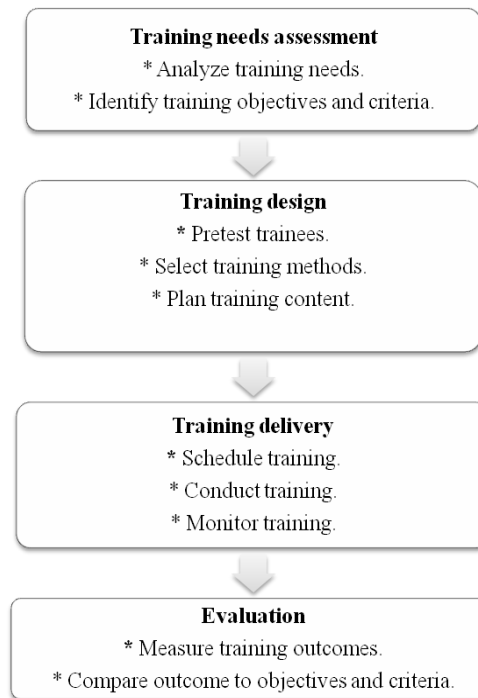 Training needs assessment
* Analyze training needs.
* Identify training objectives and criteria.
Training design
* Pretest trainees.
* Select training methods.
* Plan training content.
Training delivery
* Schedule training.
* Conduct training.
* Monitor training.
Evaluation
* Measure training outcomes.
* Compare outcome to objectives and criteria.